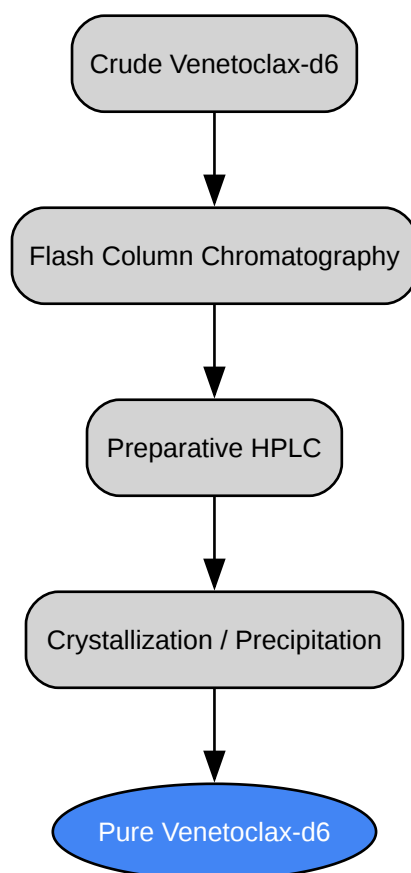 Crude Venetoclax-d6
Flash Column Chromatography
Preparative HPLC
Crystallization / Precipitation
Pure Venetoclax-d6